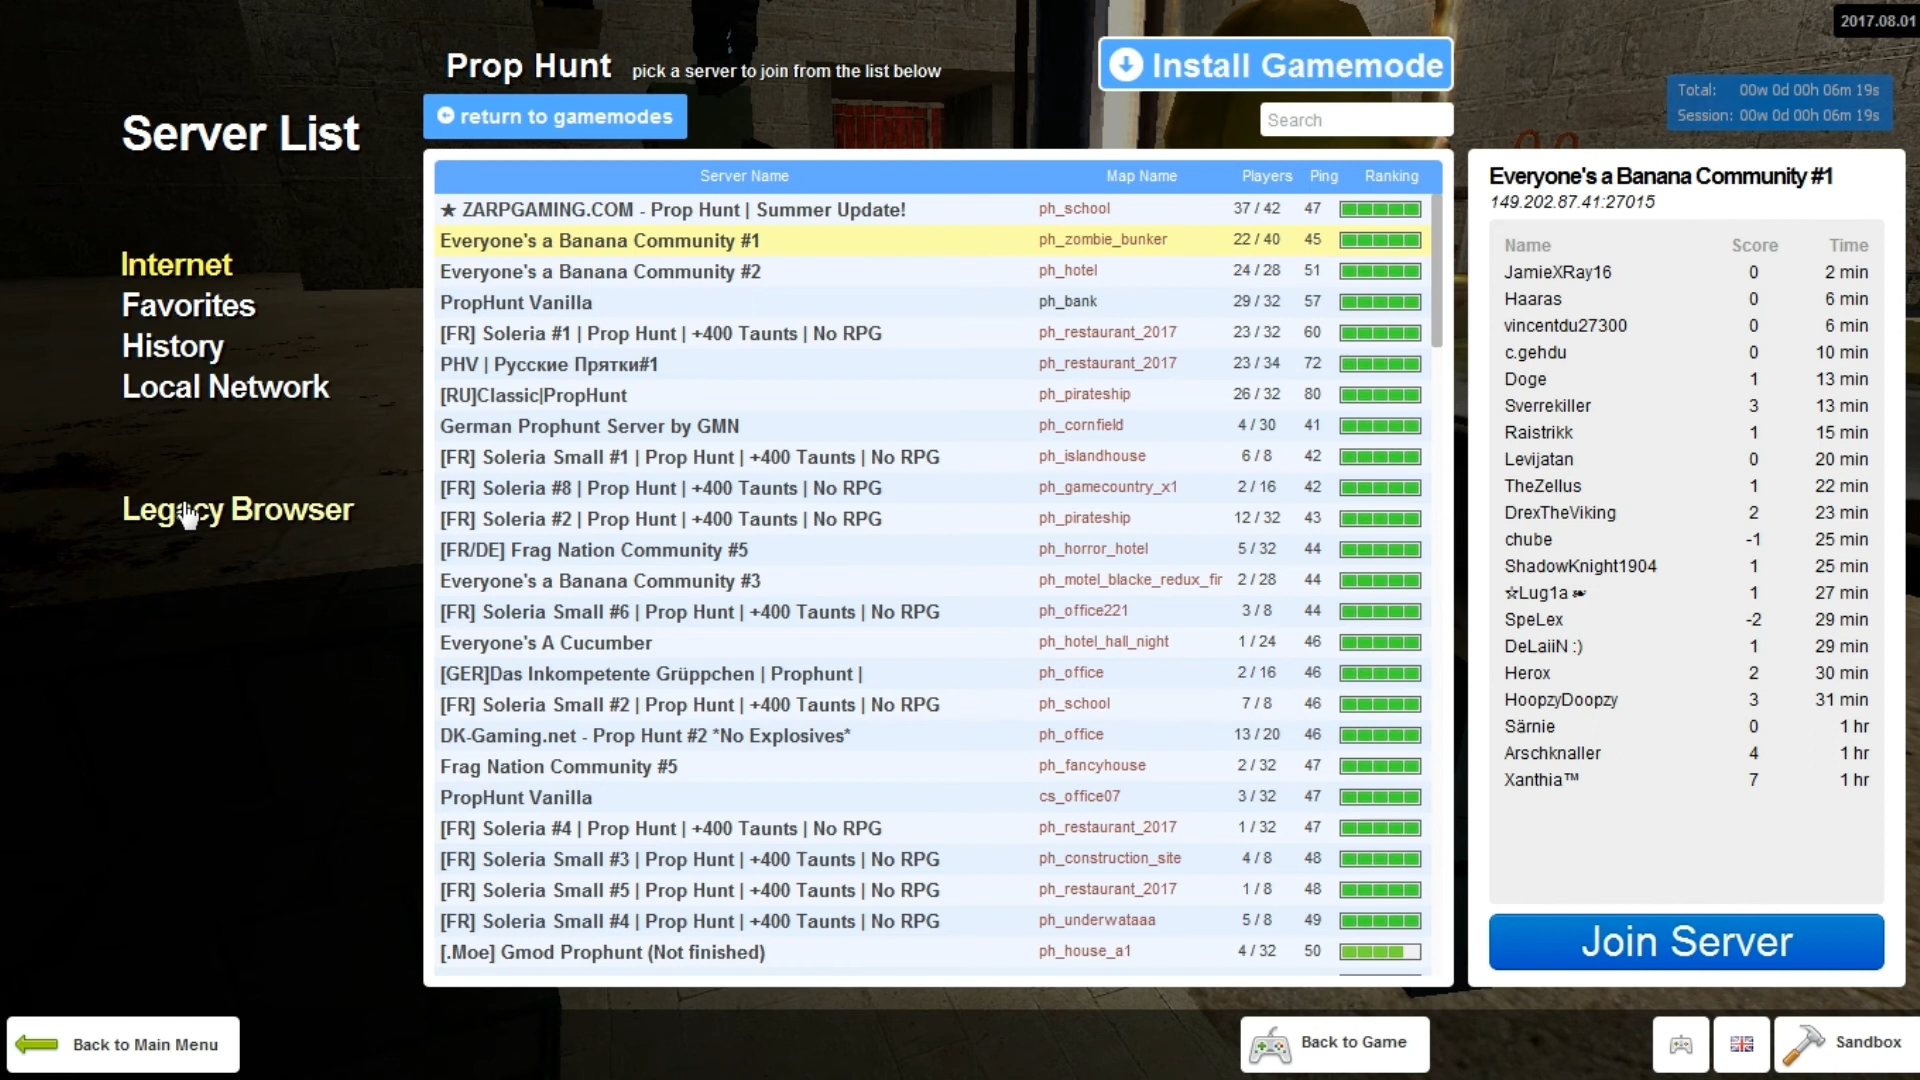 2017.08.01
Prop Hunt pick a server to join from the list below
Install Gamemode
return to gamemodes
Search
Total: 00w 0d 00h 06m 19s
Session: 00w 0d 00h 06m 19s
Server List
Internet
Favorites
History
Local Network
Legacy Browser
Server Name Map Name Players Ping Ranking
★ ZARPGAMING.COM - Prop Hunt | Summer Update! ph_school 37 / 42 47
Everyone's a Banana Community #1 ph_zombie_bunker 22 / 40 45
Everyone's a Banana Community #2 ph_hotel 24 / 28 51
PropHunt Vanilla ph_bank 29 / 32 57
[FR] Soleria #1 | Prop Hunt | +400 Taunts | No RPG ph_restaurant_2017 23 / 32 60
PHV | Русские Прятки#1 ph_restaurant_2017 23 / 34 72
[RU]Classic|PropHunt ph_pirateship 26 / 32 80
German Prophunt Server by GMN ph_cornfield 4 / 30 41
[FR] Soleria Small #1 | Prop Hunt | +400 Taunts | No RPG ph_islandhouse 6 / 8 42
[FR] Soleria #8 | Prop Hunt | +400 Taunts | No RPG ph_gamecountry_x1 2 / 16 42
[FR] Soleria #2 | Prop Hunt | +400 Taunts | No RPG ph_pirateship 12 / 32 43
[FR/DE] Frag Nation Community #5 ph_horror_hotel 5 / 32 44
Everyone's a Banana Community #3 ph_motel_blacke_redux_fir 2 / 28 44
[FR] Soleria Small #6 | Prop Hunt | +400 Taunts | No RPG ph_office221 3 / 8 44
Everyone's A Cucumber ph_hotel_hall_night 1 / 24 46
[GER]Das Inkompetente Grüppchen | Prophunt | ph_office 2 / 16 46
[FR] Soleria Small #2 | Prop Hunt | +400 Taunts | No RPG ph_school 7 / 8 46
DK-Gaming.net - Prop Hunt #2 *No Explosives* ph_office 13 / 20 46
Frag Nation Community #5 ph_fancyhouse 2 / 32 47
PropHunt Vanilla cs_office07 3 / 32 47
[FR] Soleria #4 | Prop Hunt | +400 Taunts | No RPG ph_restaurant_2017 1 / 32 47
[FR] Soleria Small #3 | Prop Hunt | +400 Taunts | No RPG ph_construction_site 4 / 8 48
[FR] Soleria Small #5 | Prop Hunt | +400 Taunts | No RPG ph_restaurant_2017 1 / 8 48
[FR] Soleria Small #4 | Prop Hunt | +400 Taunts | No RPG ph_underwataaa 5 / 8 49
[.Moe] Gmod Prophunt (Not finished) ph_house_a1 4 / 32 50
Everyone's a Banana Community #1
149.202.87.41:27015
Name Score Time
JamieXRay16 0 2 min
Haaras 0 6 min
vincentdu27300 0 6 min
c.gehdu 0 10 min
Doge 1 13 min
Sverrekiller 3 13 min
Raistrikk 1 15 min
Levijatan 0 20 min
TheZellus 1 22 min
DrexTheViking 2 23 min
chube -1 25 min
ShadowKnight1904 1 25 min
☆Lug1a ❧ 1 27 min
SpeLex -2 29 min
DeLaiiN :) 1 29 min
Herox 2 30 min
HoopzyDoopzy 3 31 min
Särnie 0 1 hr
Arschknaller 4 1 hr
Xanthia™ 7 1 hr
Join Server
Back to Main Menu
Back to Game
Sandbox